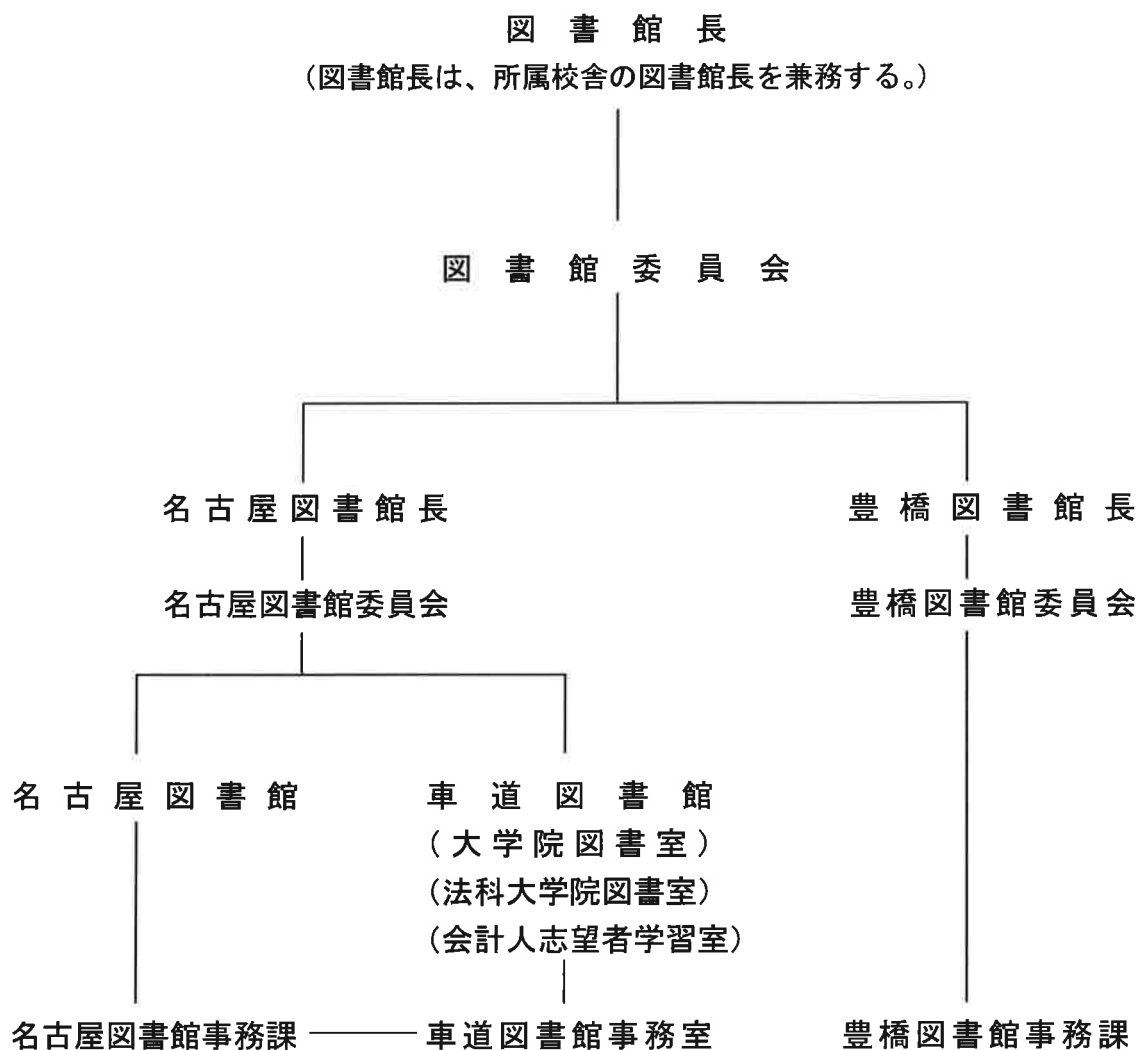 図書館長
（図書館長は、所属校舎の図書館長を兼務する。）
図書館委員会
名古屋図書館長
豊橋図書館長
名古屋図書館委員会
豊橋図書館委員会
名古屋図書館
車道図書館
（大学院図書室）
（法科大学院図書室）
（会計人志望者学習室）
名古屋図書館事務課
車道図書館事務室
豊橋図書館事務課